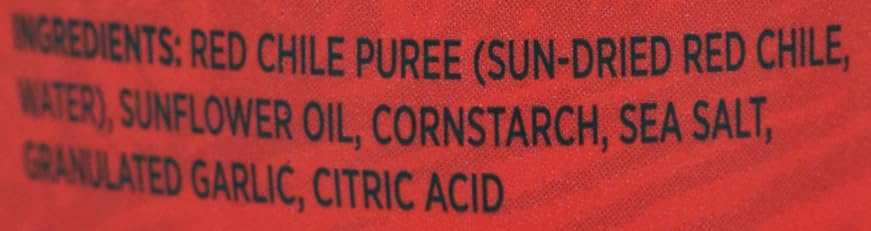 INGREDIENTS: RED CHILE PUREE (SUN-DRIED RED CHILE,
WATER), SUNFLOWER OIL, CORNSTARCH, SEA SALT,
GRANULATED GARLIC, CITRIC ACID